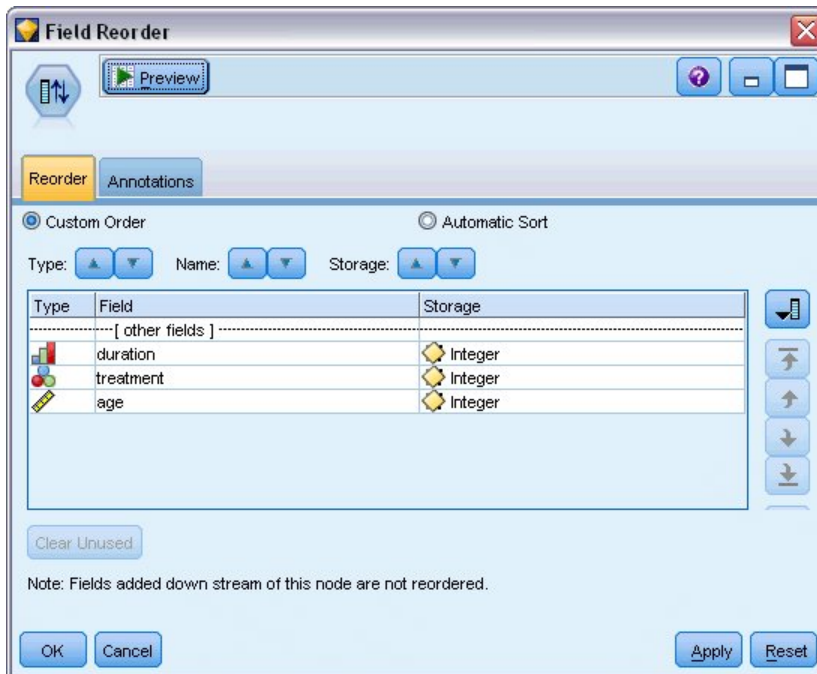 Field Reorder
Preview
Reorder Annotations
Custom Order Automatic Sort
Type: Name: Storage:
Type Field Storage
[ other fields ]
duration Integer
treatment Integer
age Integer
Clear Unused
Note: Fields added down stream of this node are not reordered.
OK Cancel Apply Reset